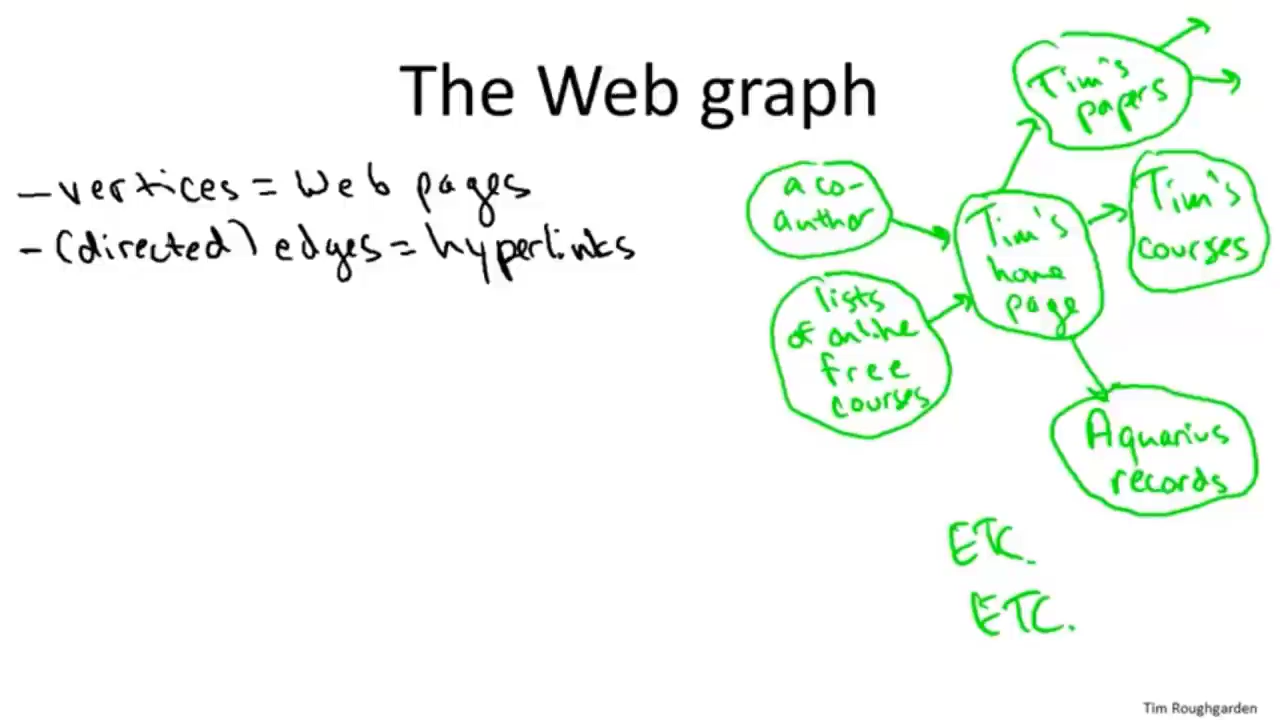 The Web graph
- vertices = Web pages
- (directed) edges = hyperlinks
Tim's
papers
a co-
author
Tim's
home
page
Tim's
courses
lists
of online
free
courses
Aquarius
records
ETC.
ETC.
Tim Roughgarden